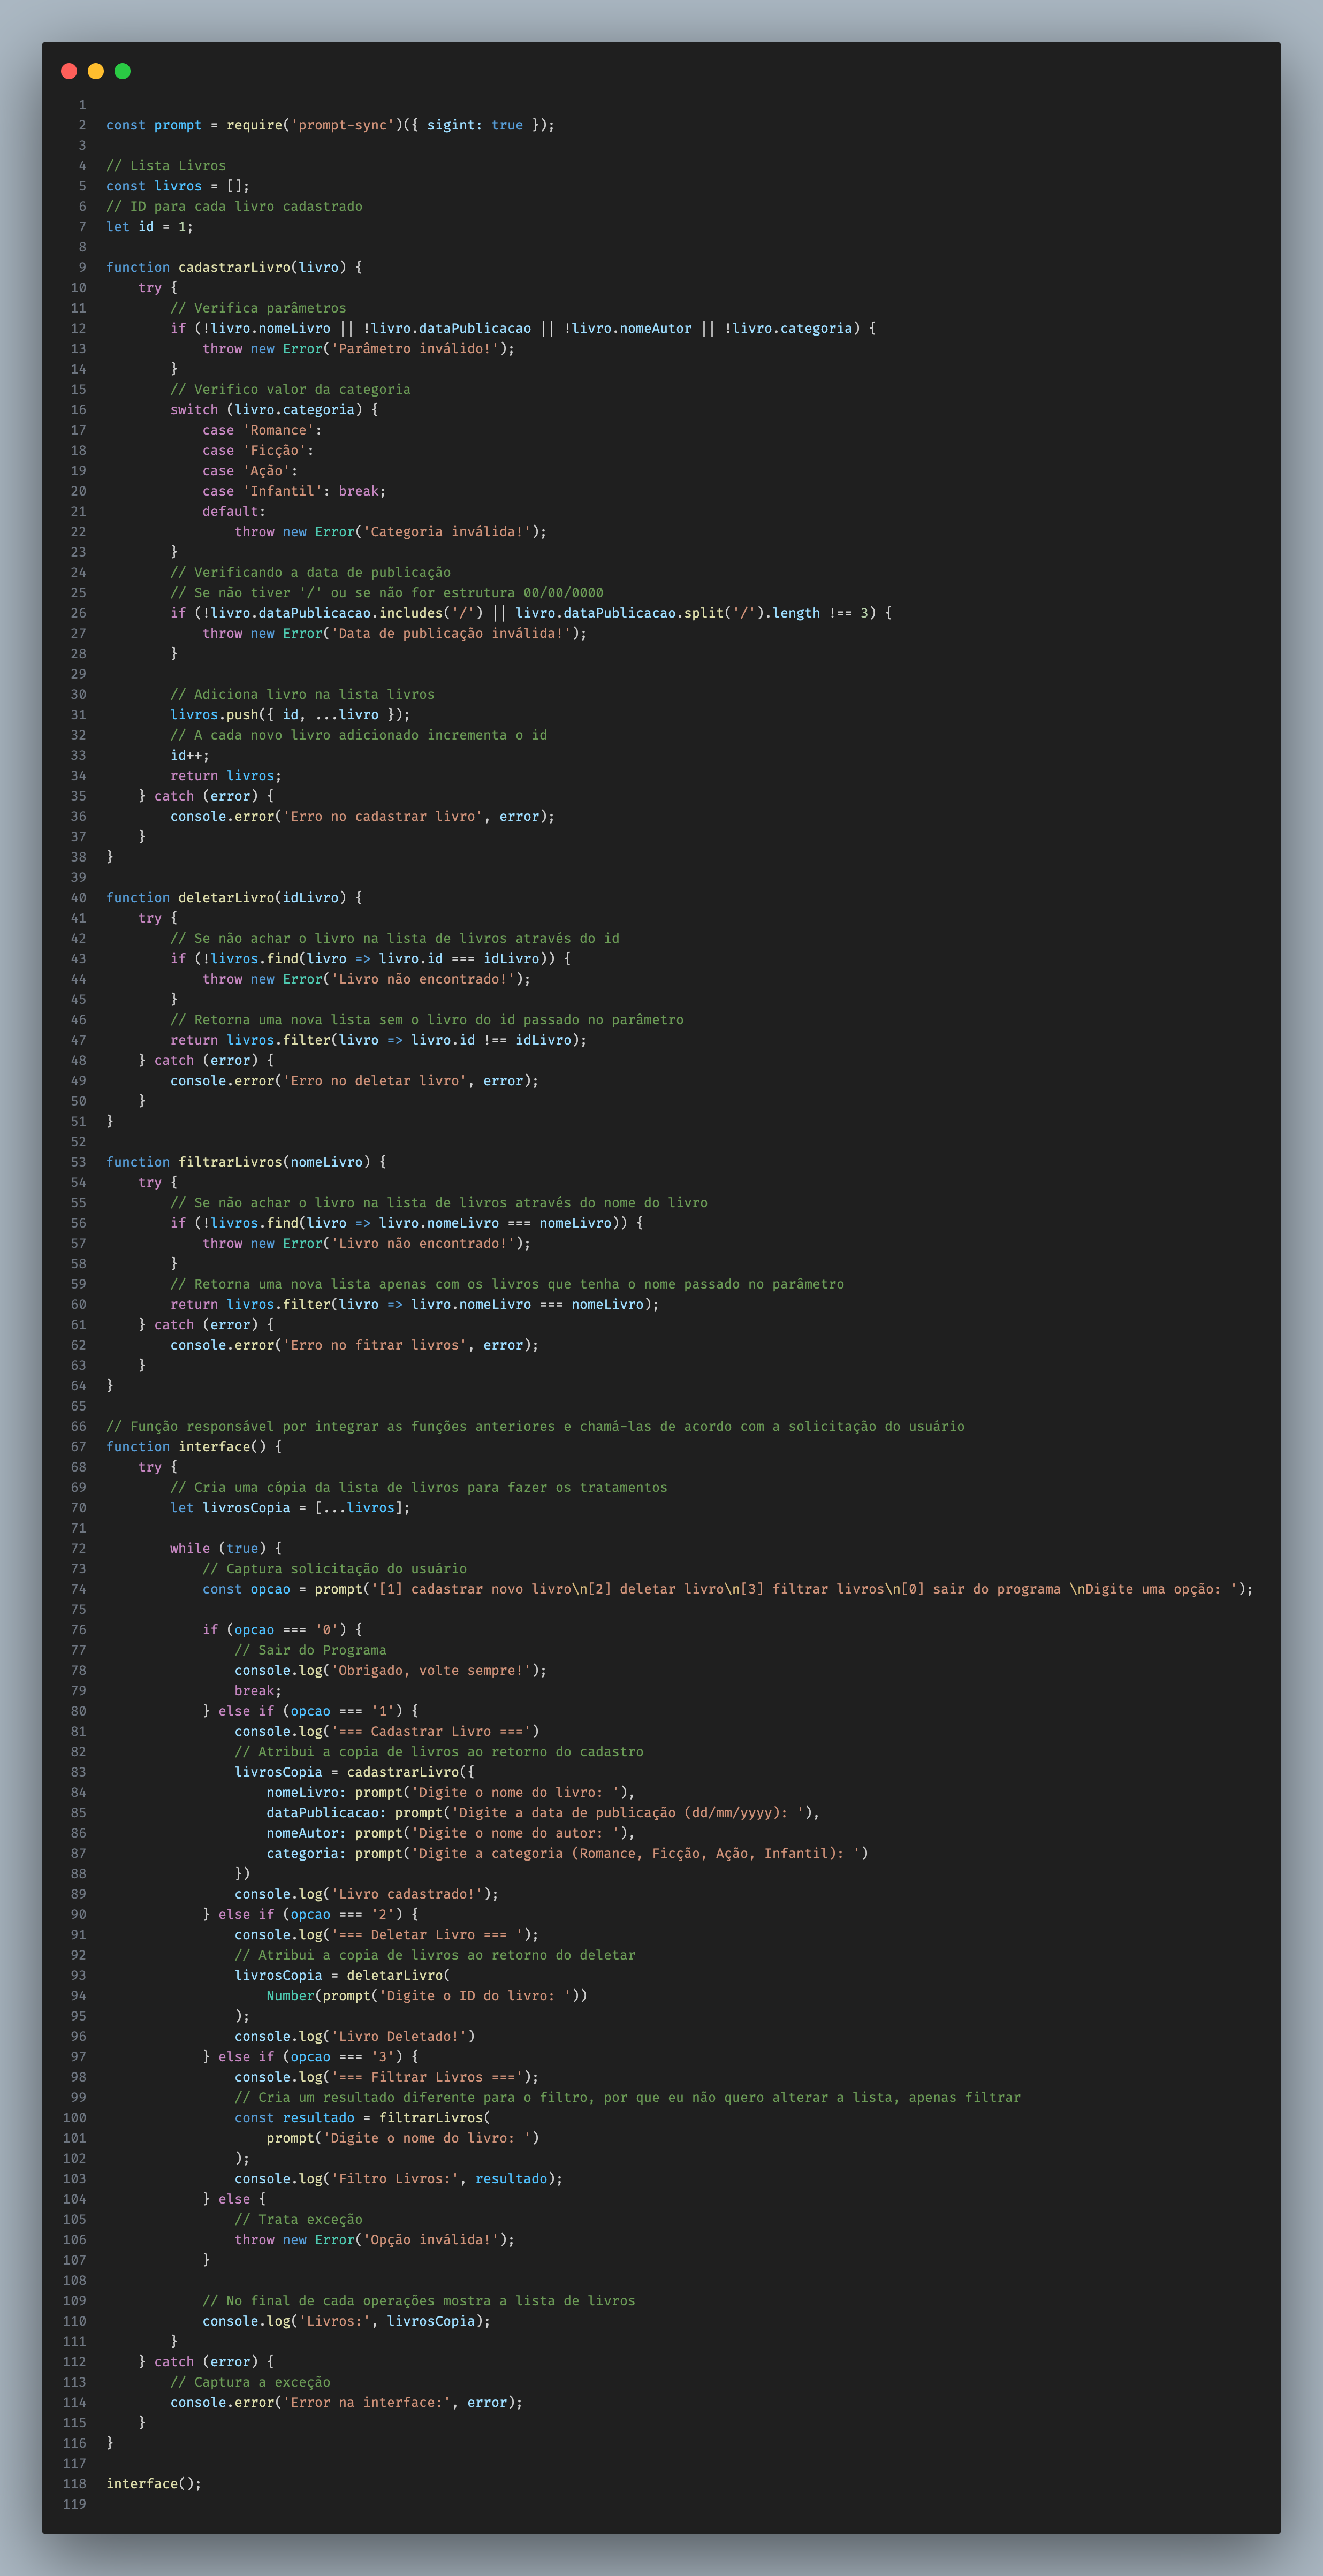 1
2 const prompt = require('prompt-sync')({ sigint: true });
3
4 // Lista Livros
5 const livros = [];
6 // ID para cada livro cadastrado
7 let id = 1;
8
9 function cadastrarLivro(livro) {
10     try {
11         // Verifica parâmetros
12         if (!livro.nomeLivro || !livro.dataPublicacao || !livro.nomeAutor || !livro.categoria) {
13             throw new Error('Parâmetro inválido!');
14         }
15         // Verifico valor da categoria
16         switch (livro.categoria) {
17             case 'Romance':
18             case 'Ficção':
19             case 'Ação':
20             case 'Infantil': break;
21             default:
22                 throw new Error('Categoria inválida!');
23         }
24         // Verificando a data de publicação
25         // Se não tiver '/' ou se não for estrutura 00/00/0000
26         if (!livro.dataPublicacao.includes('/') || livro.dataPublicacao.split('/').length !== 3) {
27             throw new Error('Data de publicação inválida!');
28         }
29
30         // Adiciona livro na lista livros
31         livros.push({ id, ...livro });
32         // A cada novo livro adicionado incrementa o id
33         id++;
34         return livros;
35     } catch (error) {
36         console.error('Erro no cadastrar livro', error);
37     }
38 }
39
40 function deletarLivro(idLivro) {
41     try {
42         // Se não achar o livro na lista de livros através do id
43         if (!livros.find(livro => livro.id === idLivro)) {
44             throw new Error('Livro não encontrado!');
45         }
46         // Retorna uma nova lista sem o livro do id passado no parâmetro
47         return livros.filter(livro => livro.id !== idLivro);
48     } catch (error) {
49         console.error('Erro no deletar livro', error);
50     }
51 }
52
53 function filtrarLivros(nomeLivro) {
54     try {
55         // Se não achar o livro na lista de livros através do nome do livro
56         if (!livros.find(livro => livro.nomeLivro === nomeLivro)) {
57             throw new Error('Livro não encontrado!');
58         }
59         // Retorna uma nova lista apenas com os livros que tenha o nome passado no parâmetro
60         return livros.filter(livro => livro.nomeLivro === nomeLivro);
61     } catch (error) {
62         console.error('Erro no fitrar livros', error);
63     }
64 }
65
66 // Função responsável por integrar as funções anteriores e chamá-las de acordo com a solicitação do usuário
67 function interface() {
68     try {
69         // Cria uma cópia da lista de livros para fazer os tratamentos
70         let livrosCopia = [...livros];
71
72         while (true) {
73             // Captura solicitação do usuário
74             const opcao = prompt('[1] cadastrar novo livro\n[2] deletar livro\n[3] filtrar livros\n[0] sair do programa \nDigite uma opção: ');
75
76             if (opcao === '0') {
77                 // Sair do Programa
78                 console.log('Obrigado, volte sempre!');
79                 break;
80             } else if (opcao === '1') {
81                 console.log('=== Cadastrar Livro ===')
82                 // Atribui a copia de livros ao retorno do cadastro
83                 livrosCopia = cadastrarLivro({
84                     nomeLivro: prompt('Digite o nome do livro: '),
85                     dataPublicacao: prompt('Digite a data de publicação (dd/mm/yyyy): '),
86                     nomeAutor: prompt('Digite o nome do autor: '),
87                     categoria: prompt('Digite a categoria (Romance, Ficção, Ação, Infantil): ')
88                 })
89                 console.log('Livro cadastrado!');
90             } else if (opcao === '2') {
91                 console.log('=== Deletar Livro === ');
92                 // Atribui a copia de livros ao retorno do deletar
93                 livrosCopia = deletarLivro(
94                     Number(prompt('Digite o ID do livro: '))
95                 );
96                 console.log('Livro Deletado!')
97             } else if (opcao === '3') {
98                 console.log('=== Filtrar Livros ===');
99                 // Cria um resultado diferente para o filtro, por que eu não quero alterar a lista, apenas filtrar
100                 const resultado = filtrarLivros(
101                     prompt('Digite o nome do livro: ')
102                 );
103                 console.log('Filtro Livros:', resultado);
104             } else {
105                 // Trata exceção
106                 throw new Error('Opção inválida!');
107             }
108
109             // No final de cada operações mostra a lista de livros
110             console.log('Livros:', livrosCopia);
111         }
112     } catch (error) {
113         // Captura a exceção
114         console.error('Error na interface:', error);
115     }
116 }
117
118 interface();
119